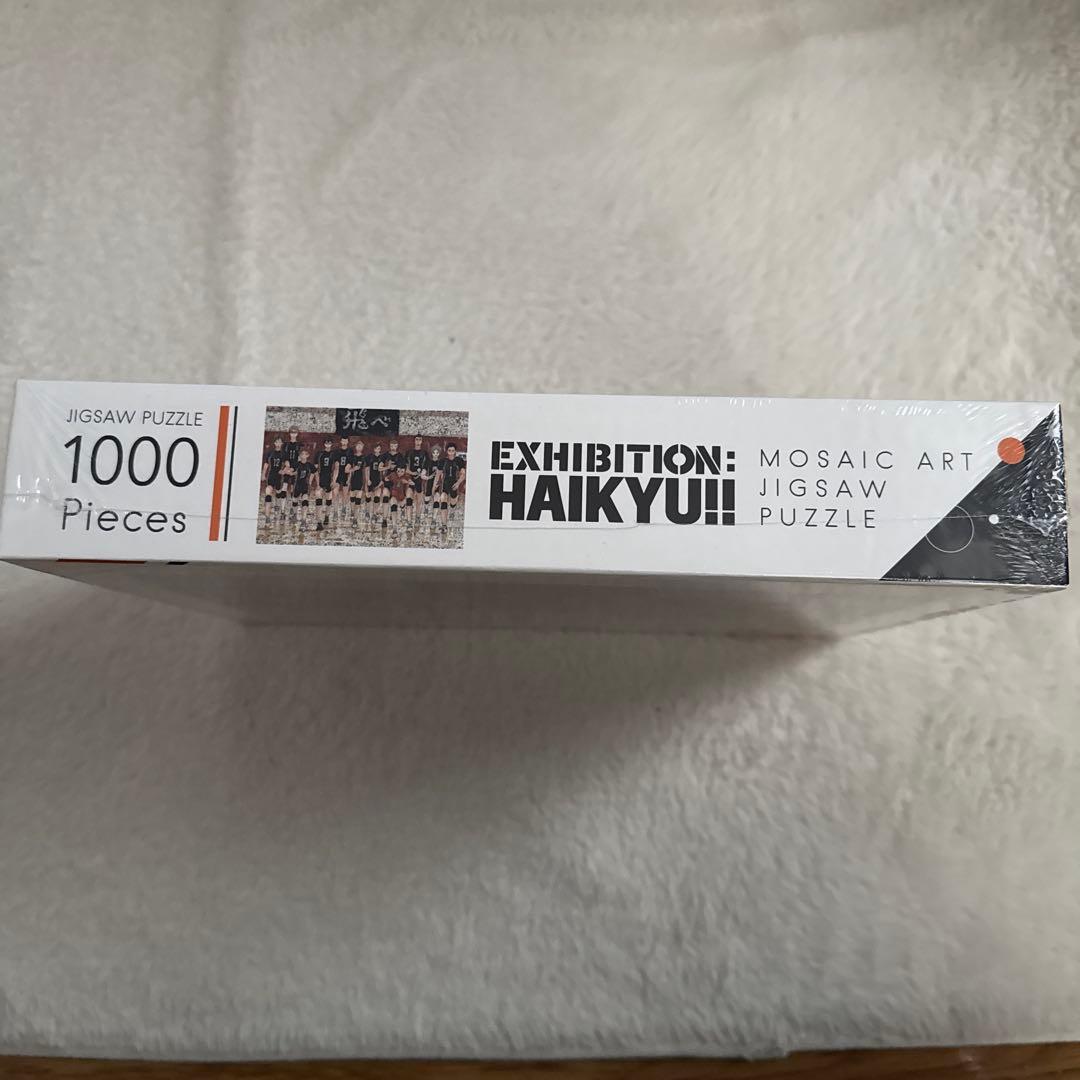 JIGSAW PUZZLE
1000
Pieces
飛べ
EXHIBITION:
HAIKYU!!
MOSAIC ART
JIGSAW
PUZZLE